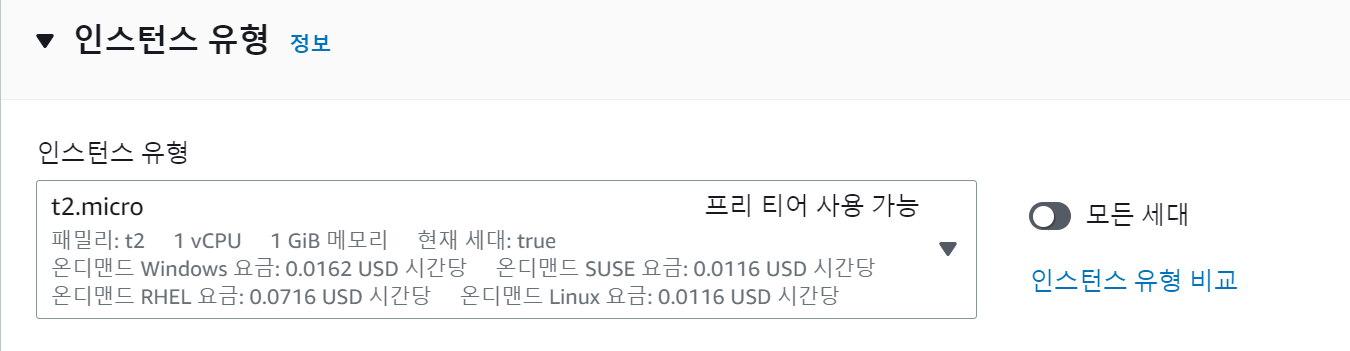 인스턴스 유형 정보
인스턴스 유형
t2.micro 프리 티어 사용 가능
패밀리: t2 1 vCPU 1 GiB 메모리 현재 세대: true
온디맨드 Windows 요금: 0.0162 USD 시간당 온디맨드 SUSE 요금: 0.0116 USD 시간당
온디맨드 RHEL 요금: 0.0716 USD 시간당 온디맨드 Linux 요금: 0.0116 USD 시간당
모든 세대
인스턴스 유형 비교